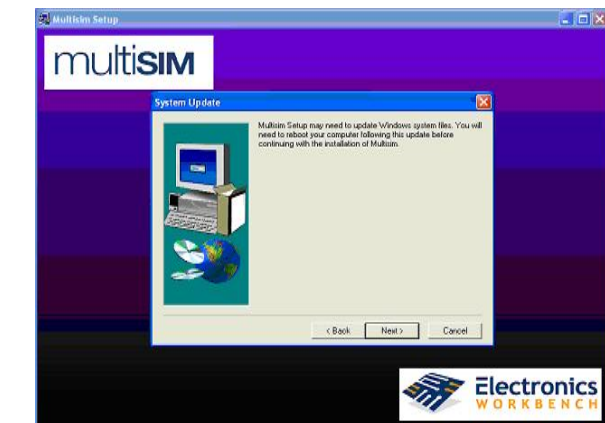 Multisim Setup
multiSIM
System Update
Multisim Setup may need to update Windows system files. You will
need to reboot your computer following this update before
continuing with the installation of Multisim.
< Back Next > Cancel
Electronics
WORKBENCH